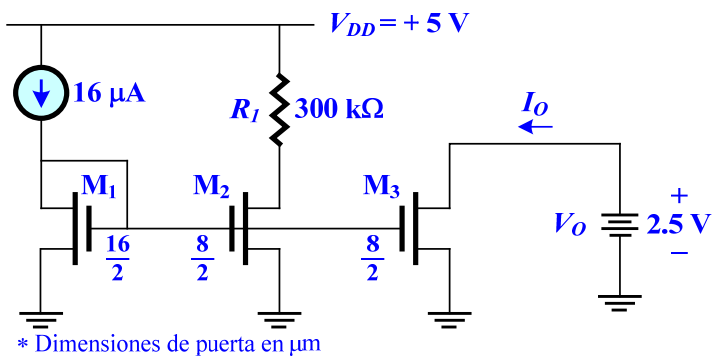 V_DD = + 5 V
16 µA
R_1 300 kΩ
I_O
M_1
M_2
M_3
16/2
8/2
8/2
V_O
+
2.5 V
−
* Dimensiones de puerta en µm